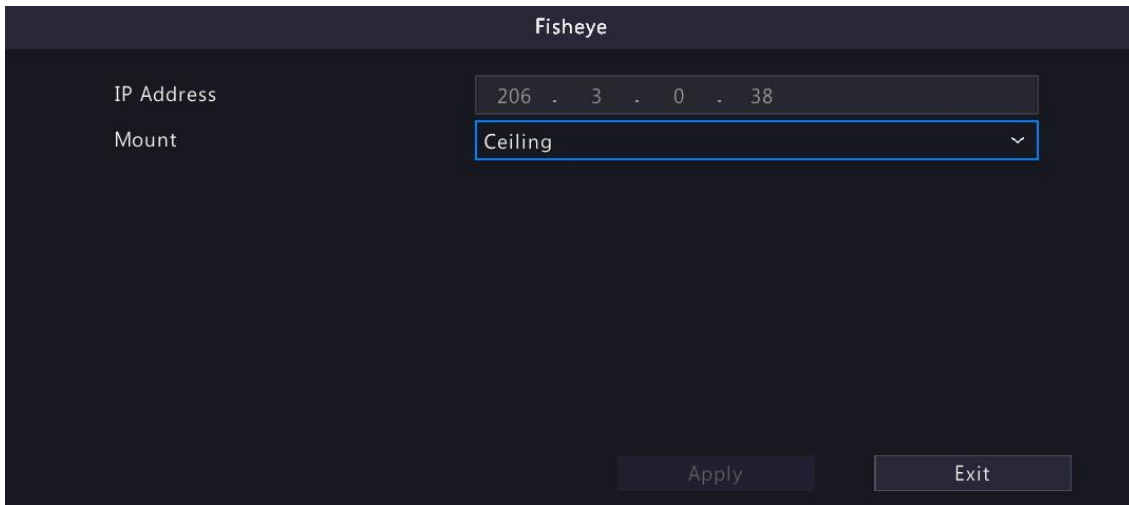 Fisheye
IP Address 206 . 3 . 0 . 38
Mount Ceiling
Apply Exit